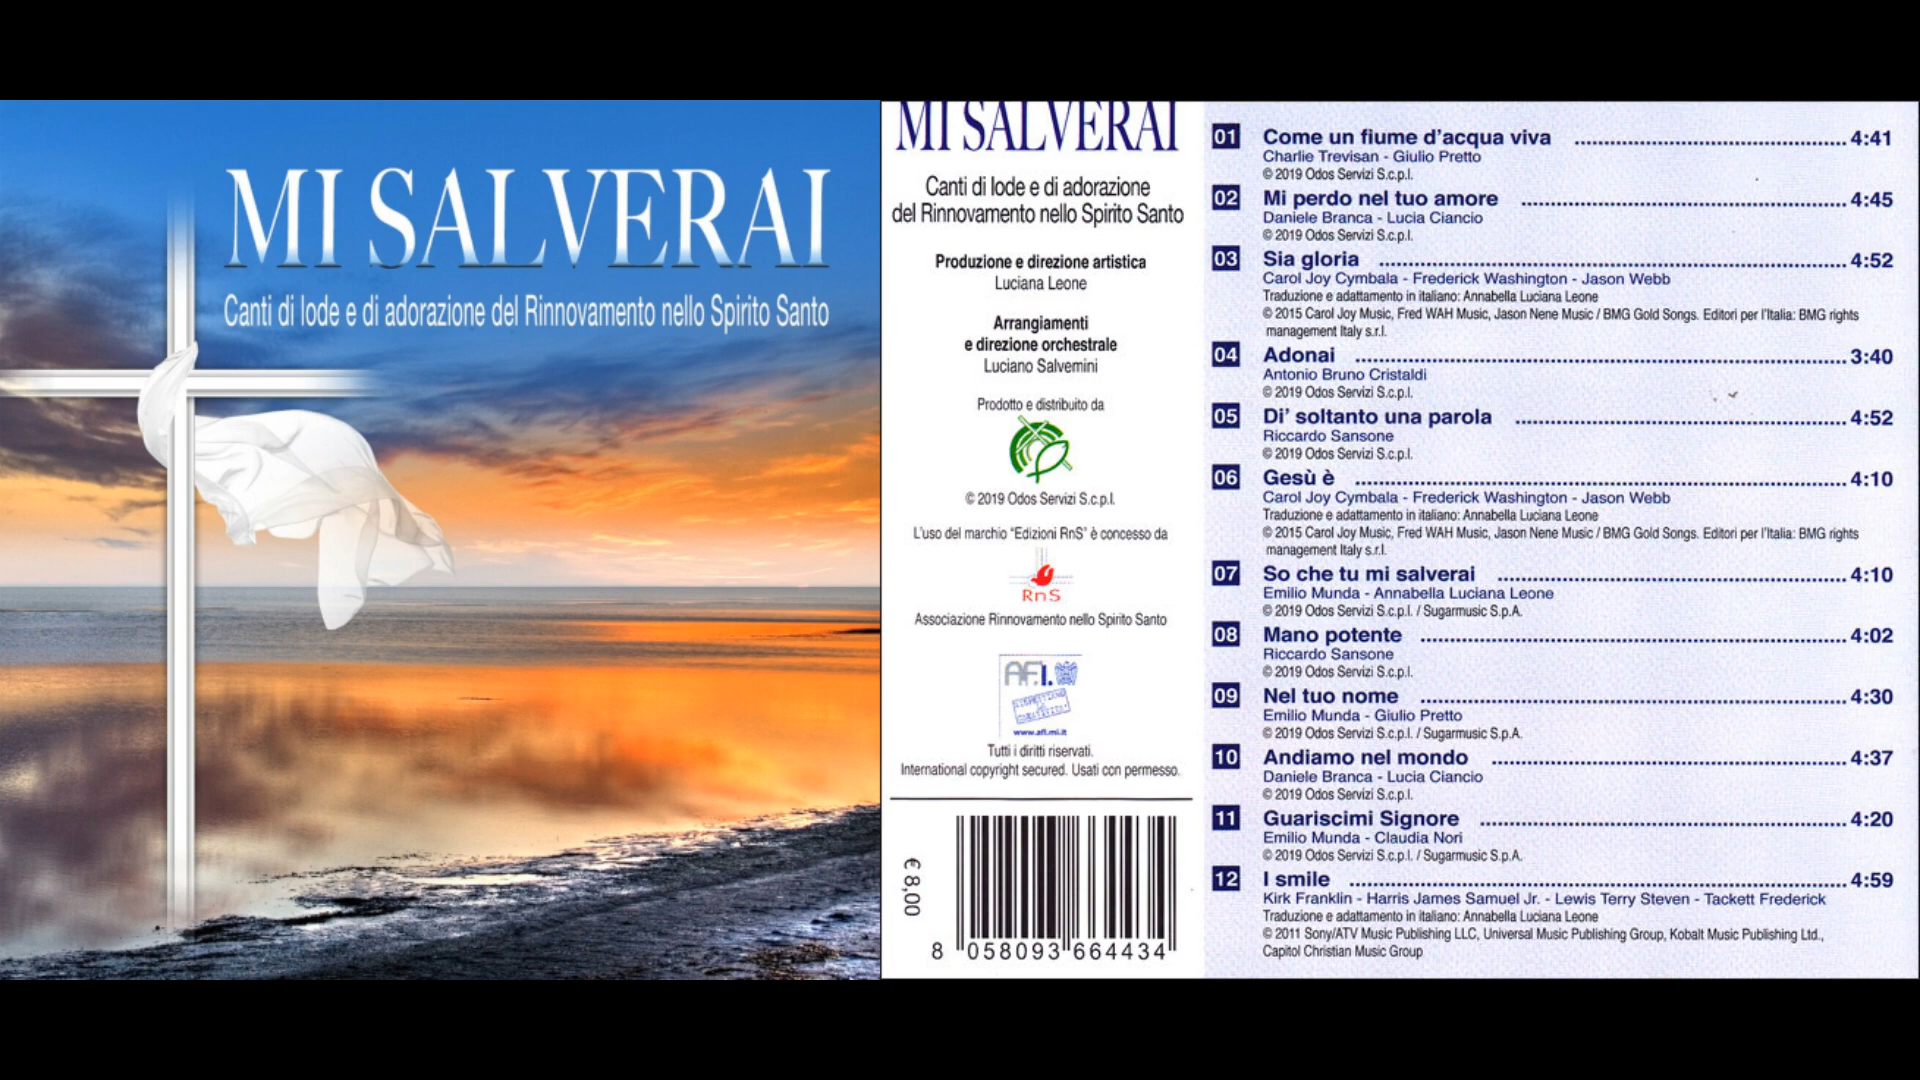 MI SALVERAI
Canti di lode e di adorazione del Rinnovamento nello Spirito Santo
MI SALVERAI
Canti di lode e di adorazione
del Rinnovamento nello Spirito Santo
Produzione e direzione artistica
Luciana Leone
Arrangiamenti
e direzione orchestrale
Luciano Salvemini
Prodotto e distribuito da
© 2019 Odos Servizi S.c.p.l.
L'uso del marchio "Edizioni RnS" è concesso da
RnS
Associazione Rinnovamento nello Spirito Santo
A.F.I.
www.afi.mi.it
Tutti i diritti riservati.
International copyright secured. Usati con permesso.
€ 8,00
8 058093 664434
01 Come un fiume d'acqua viva 4:41
Charlie Trevisan - Giulio Pretto
© 2019 Odos Servizi S.c.p.l.
02 Mi perdo nel tuo amore 4:45
Daniele Branca - Lucia Ciancio
© 2019 Odos Servizi S.c.p.l.
03 Sia gloria 4:52
Carol Joy Cymbala - Frederick Washington - Jason Webb
Traduzione e adattamento in italiano: Annabella Luciana Leone
© 2015 Carol Joy Music, Fred WAH Music, Jason Nene Music / BMG Gold Songs. Editori per l'Italia: BMG rights
management Italy s.r.l.
04 Adonai 3:40
Antonio Bruno Cristaldi
© 2019 Odos Servizi S.c.p.l.
05 Di' soltanto una parola 4:52
Riccardo Sansone
© 2019 Odos Servizi S.c.p.l.
06 Gesù è 4:10
Carol Joy Cymbala - Frederick Washington - Jason Webb
Traduzione e adattamento in italiano: Annabella Luciana Leone
© 2015 Carol Joy Music, Fred WAH Music, Jason Nene Music / BMG Gold Songs. Editori per l'Italia: BMG rights
management Italy s.r.l.
07 So che tu mi salverai 4:10
Emilio Munda - Annabella Luciana Leone
© 2019 Odos Servizi S.c.p.l. / Sugarmusic S.p.A.
08 Mano potente 4:02
Riccardo Sansone
© 2019 Odos Servizi S.c.p.l.
09 Nel tuo nome 4:30
Emilio Munda - Giulio Pretto
© 2019 Odos Servizi S.c.p.l. / Sugarmusic S.p.A.
10 Andiamo nel mondo 4:37
Daniele Branca - Lucia Ciancio
© 2019 Odos Servizi S.c.p.l.
11 Guariscimi Signore 4:20
Emilio Munda - Claudia Nori
© 2019 Odos Servizi S.c.p.l. / Sugarmusic S.p.A.
12 I smile 4:59
Kirk Franklin - Harris James Samuel Jr. - Lewis Terry Steven - Tackett Frederick
Traduzione e adattamento in italiano: Annabella Luciana Leone
© 2011 Sony/ATV Music Publishing LLC, Universal Music Publishing Group, Kobalt Music Publishing Ltd.,
Capitol Christian Music Group